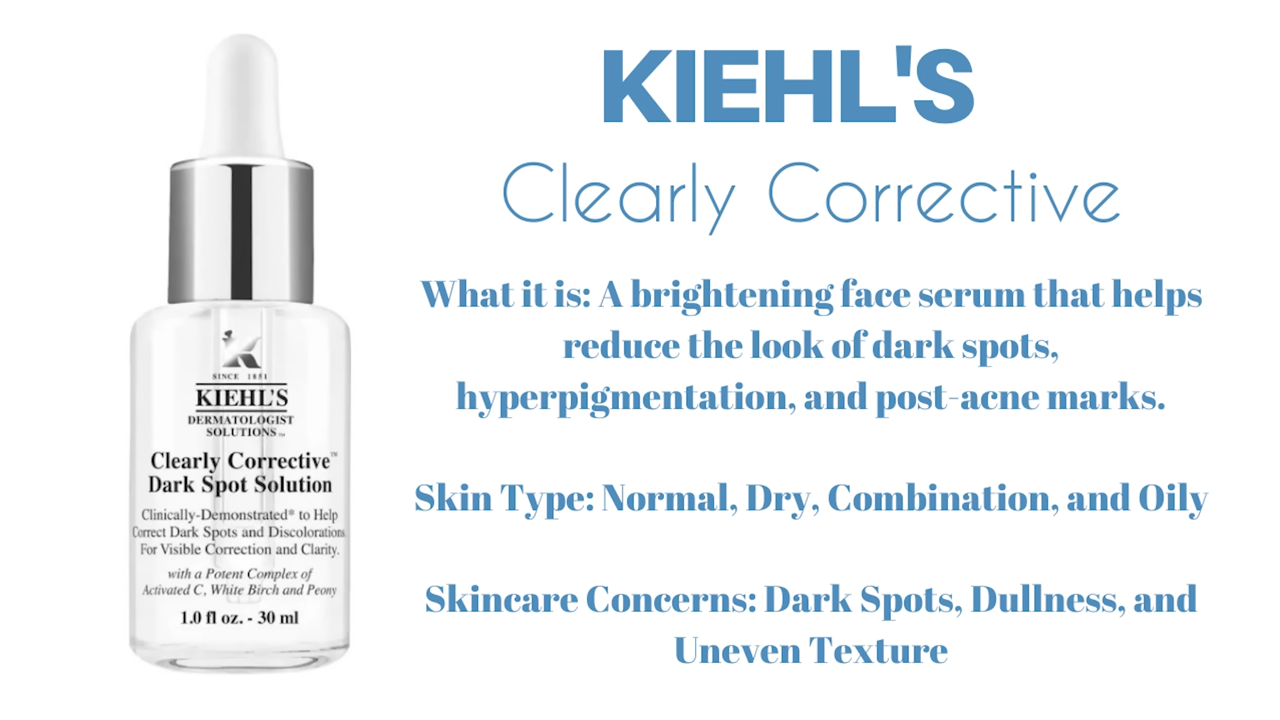 KIEHL'S
Clearly Corrective
What it is: A brightening face serum that helps
reduce the look of dark spots,
hyperpigmentation, and post-acne marks.
Skin Type: Normal, Dry, Combination, and Oily
Skincare Concerns: Dark Spots, Dullness, and
Uneven Texture
K
SINCE 1851
KIEHL'S
DERMATOLOGIST
SOLUTIONS™
Clearly Corrective™
Dark Spot Solution
Clinically-Demonstrated* to Help
Correct Dark Spots and Discolorations.
For Visible Correction and Clarity.
with a Potent Complex of
Activated C, White Birch and Peony
1.0 fl oz. - 30 ml